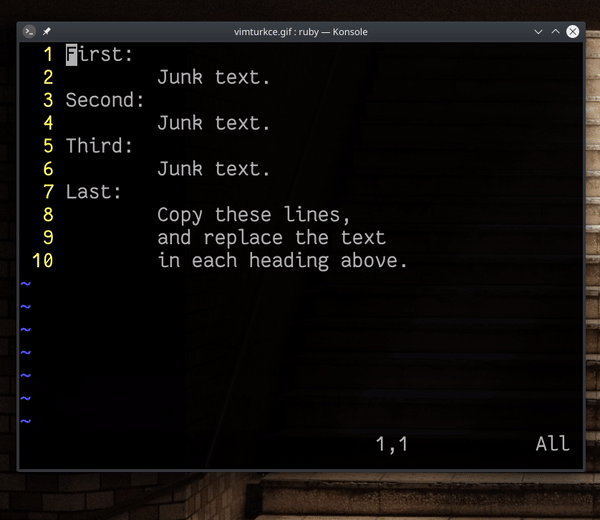 vimturkce.gif : ruby — Konsole
1 First:
2 Junk text.
3 Second:
4 Junk text.
5 Third:
6 Junk text.
7 Last:
8 Copy these lines,
9 and replace the text
10 in each heading above.
~
~
~
~
~
~
~
1,1 All